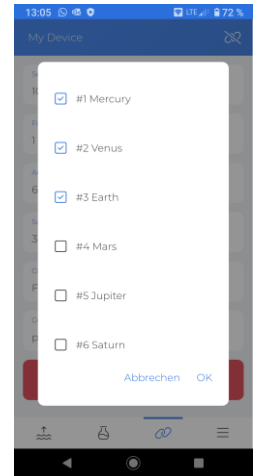 13:05 LTE 72 %
My Device
#1 Mercury
#2 Venus
#3 Earth
#4 Mars
#5 Jupiter
#6 Saturn
Abbrechen OK